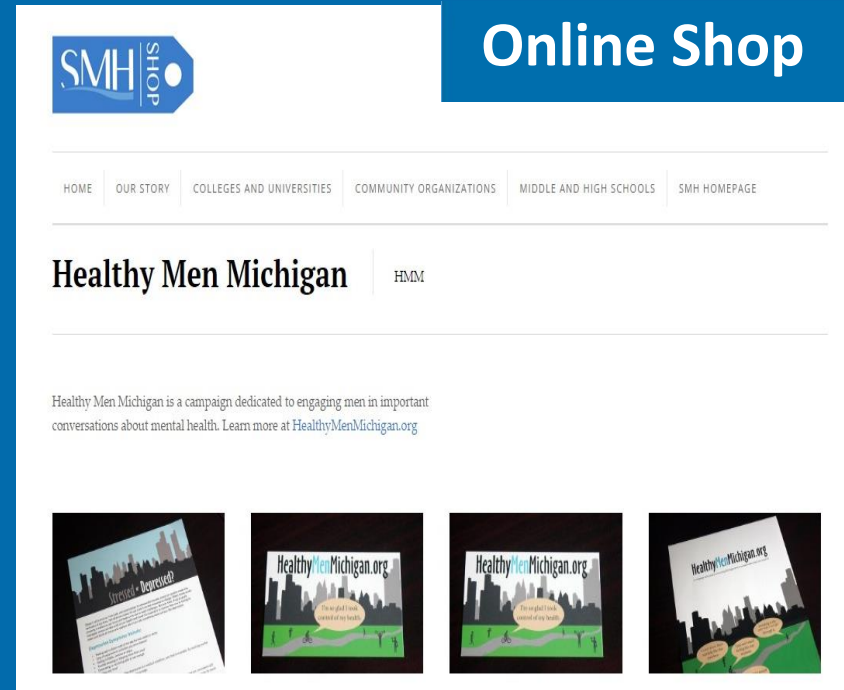 Online Shop
SMH SHOP
HOME OUR STORY COLLEGES AND UNIVERSITIES COMMUNITY ORGANIZATIONS MIDDLE AND HIGH SCHOOLS SMH HOMEPAGE
Healthy Men Michigan HMM
Healthy Men Michigan is a campaign dedicated to engaging men in important
conversations about mental health. Learn more at HealthyMenMichigan.org
Stressed or Depressed?
HealthyMenMichigan.org
I'm so glad I took
control of my health.
HealthyMenMichigan.org
I'm so glad I took
control of my health.
HealthyMenMichigan.org